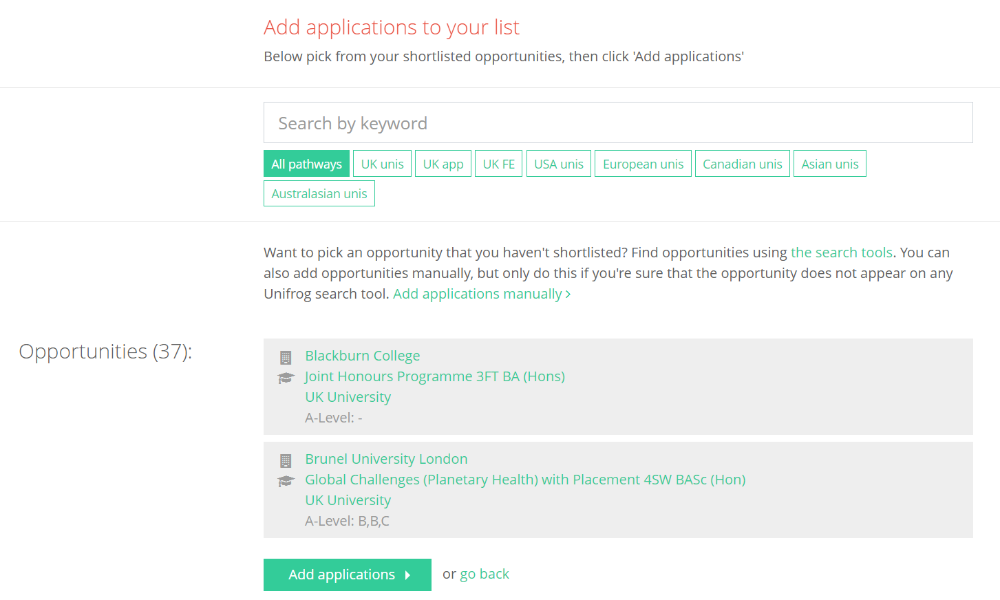 Add applications to your list
Below pick from your shortlisted opportunities, then click 'Add applications'
Search by keyword
All pathways UK unis UK app UK FE USA unis European unis Canadian unis Asian unis
Australasian unis
Want to pick an opportunity that you haven't shortlisted? Find opportunities using the search tools. You can
also add opportunities manually, but only do this if you're sure that the opportunity does not appear on any
Unifrog search tool. Add applications manually >
Opportunities (37):
Blackburn College
Joint Honours Programme 3FT BA (Hons)
UK University
A-Level: -
Brunel University London
Global Challenges (Planetary Health) with Placement 4SW BASc (Hon)
UK University
A-Level: B,B,C
Add applications or go back